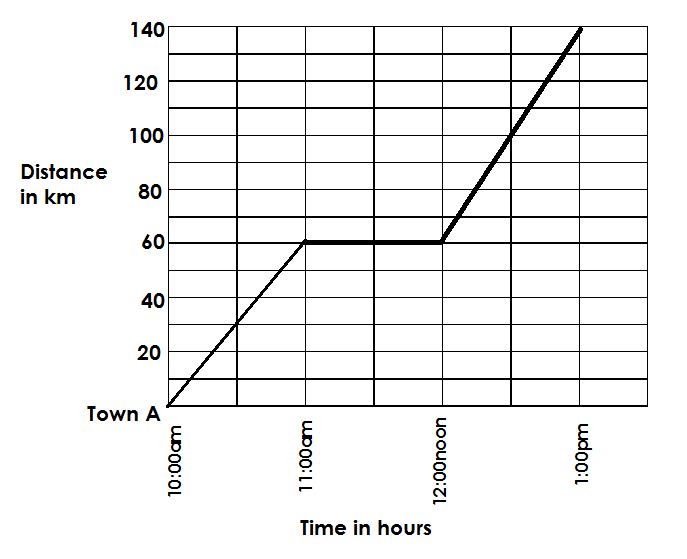 140
120
100
Distance
in km
80
60
40
20
Town A
10:00am
11:00am
12:00noon
1:00pm
Time in hours